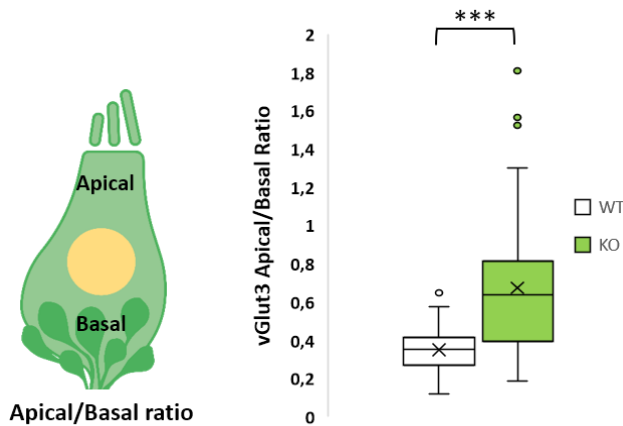 Apical
Basal
Apical/Basal ratio
***
vGlut3 Apical/Basal Ratio
2
1,8
1,6
1,4
1,2
1
0,8
0,6
0,4
0,2
0
WT
KO